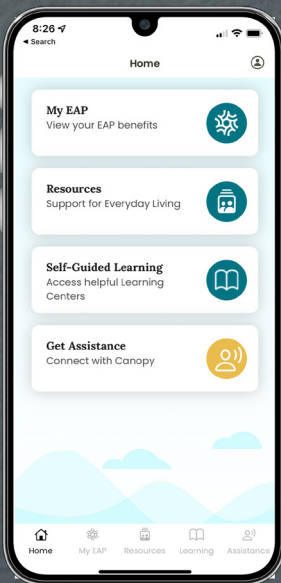 8:26
◄ Search
Home
My EAP
View your EAP benefits
Resources
Support for Everyday Living
Self-Guided Learning
Access helpful Learning
Centers
Get Assistance
Connect with Canopy
Home
My EAP
Resources
Learning
Assistance